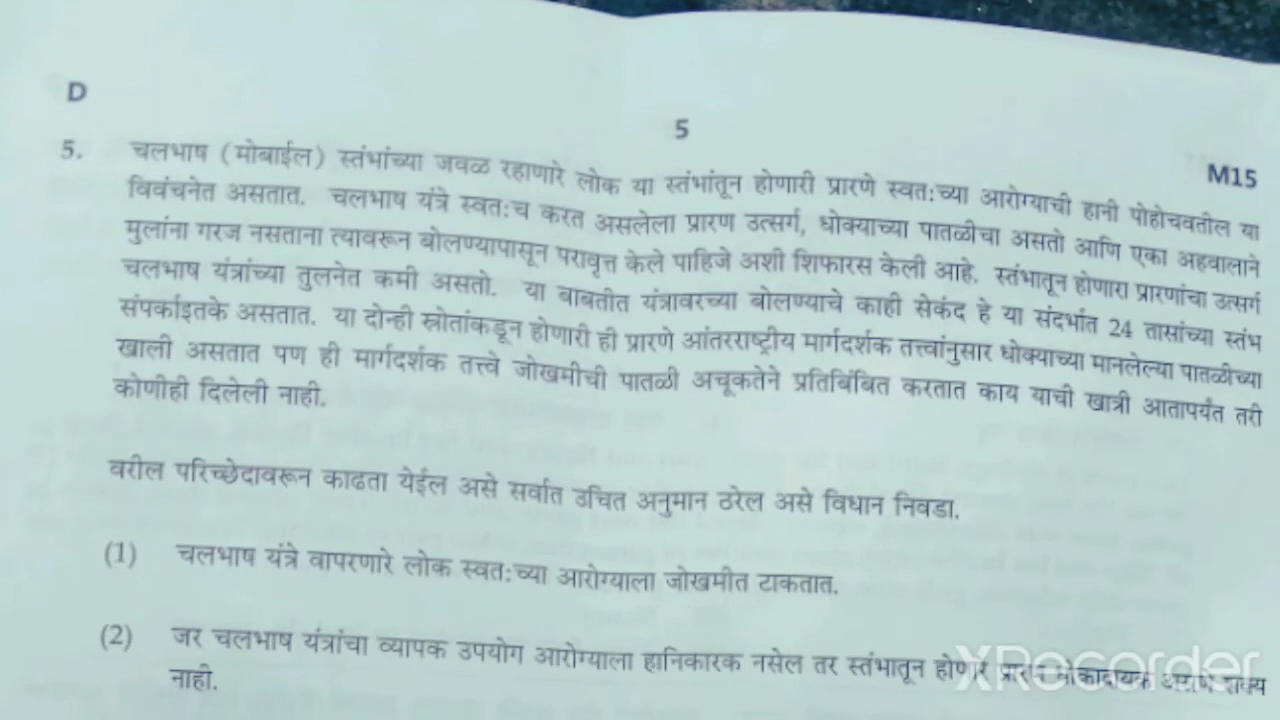 D
5
M15
5. चलभाष (मोबाईल) स्तंभांच्या जवळ रहाणारे लोक या स्तंभांतून होणारी प्रारणे स्वत:च्या आरोग्याची हानी पोहोचवतील या
विवंचनेत असतात. चलभाष यंत्रे स्वत:च करत असलेला प्रारण उत्सर्ग, धोक्याच्या पातळीचा असतो आणि एका अहवालाने
मुलांना गरज नसताना त्यावरून बोलण्यापासून परावृत्त केले पाहिजे अशी शिफारस केली आहे. स्तंभातून होणारा प्रारणांचा उत्सर्ग
चलभाष यंत्रांच्या तुलनेत कमी असतो. या बाबतीत यंत्रावरच्या बोलण्याचे काही सेकंद हे या संदर्भात 24 तासांच्या स्तंभ
संपर्काइतके असतात. या दोन्ही स्रोतांकडून होणारी ही प्रारणे आंतरराष्ट्रीय मार्गदर्शक तत्त्वांनुसार धोक्याच्या मानलेल्या पातळीच्या
खाली असतात पण ही मार्गदर्शक तत्त्वे जोखमीची पातळी अचूकतेने प्रतिबिंबित करतात काय याची खात्री आतापर्यंत तरी
कोणीही दिलेली नाही.
वरील परिच्छेदावरून काढता येईल असे सर्वात उचित अनुमान ठरेल असे विधान निवडा.
(1) चलभाष यंत्रे वापरणारे लोक स्वत:च्या आरोग्याला जोखमीत टाकतात.
(2) जर चलभाष यंत्रांचा व्यापक उपयोग आरोग्याला हानिकारक नसेल तर स्तंभातून होणारे शक्य
नाही.
XRecorder